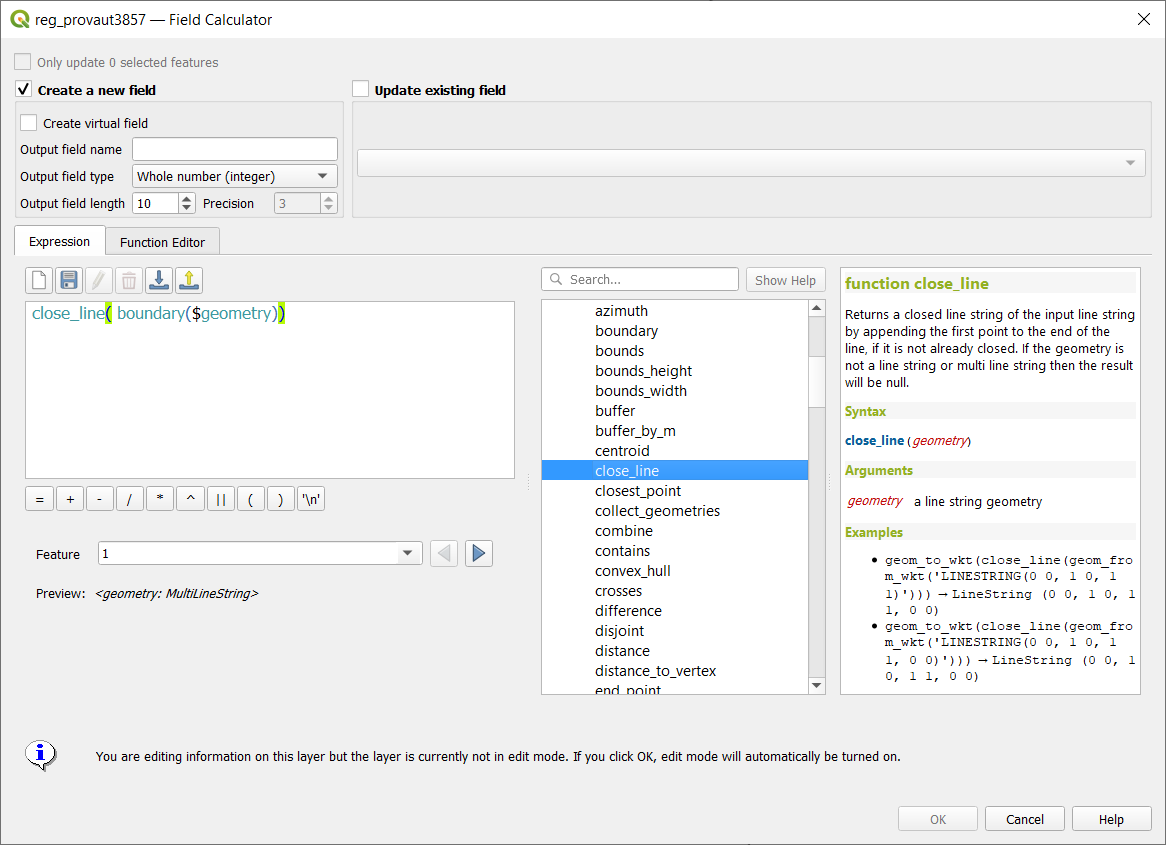 reg_provaut3857 — Field Calculator
Only update 0 selected features
Create a new field
Update existing field
Create virtual field
Output field name
Output field type
Whole number (integer)
Output field length
10
Precision
3
Expression
Function Editor
Search...
Show Help
close_line( boundary($geometry))
=
+
-
/
*
^
||
(
)
'\n'
Feature
1
Preview:
<geometry: MultiLineString>
azimuth
boundary
bounds
bounds_height
bounds_width
buffer
buffer_by_m
centroid
close_line
closest_point
collect_geometries
combine
contains
convex_hull
crosses
difference
disjoint
distance
distance_to_vertex
end_point
function close_line
Returns a closed line string of the input line string
by appending the first point to the end of the
line, if it is not already closed. If the geometry is
not a line string or multi line string then the result
will be null.
Syntax
close_line(geometry)
Arguments
geometry a line string geometry
Examples
• geom_to_wkt(close_line(geom_fro
m_wkt('LINESTRING(0 0, 1 0, 1
1)'))) → LineString (0 0, 1 0, 1
1, 0 0)
• geom_to_wkt(close_line(geom_fro
m_wkt('LINESTRING(0 0, 1 0, 1
1, 0 0)'))) → LineString (0 0, 1
0, 1 1, 0 0)
You are editing information on this layer but the layer is currently not in edit mode. If you click OK, edit mode will automatically be turned on.
OK
Cancel
Help